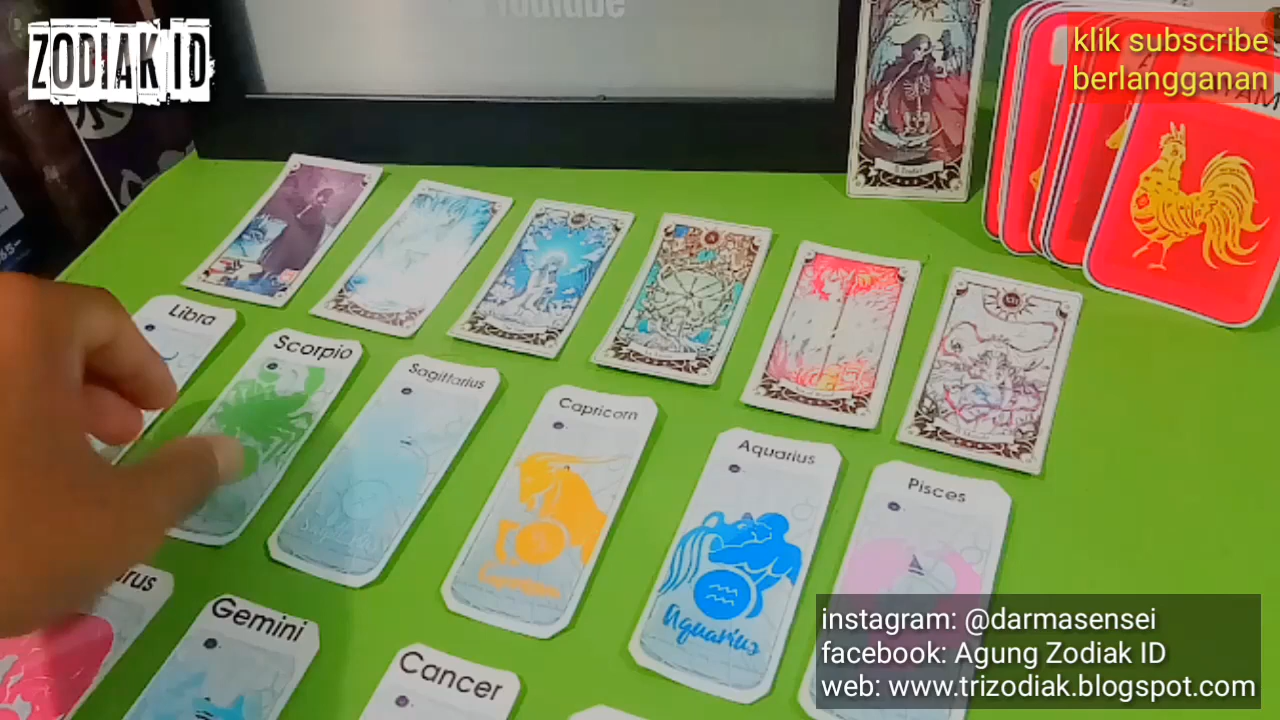 ZODIAK ID
YouTube
klik subscribe
berlangganan
Libra
Scorpio
Sagittarius
Capricorn
Aquarius
Pisces
Aquarius
Gemini
Cancer
instagram: @darmasensei
facebook: Agung Zodiak ID
web: www.trizodiak.blogspot.com